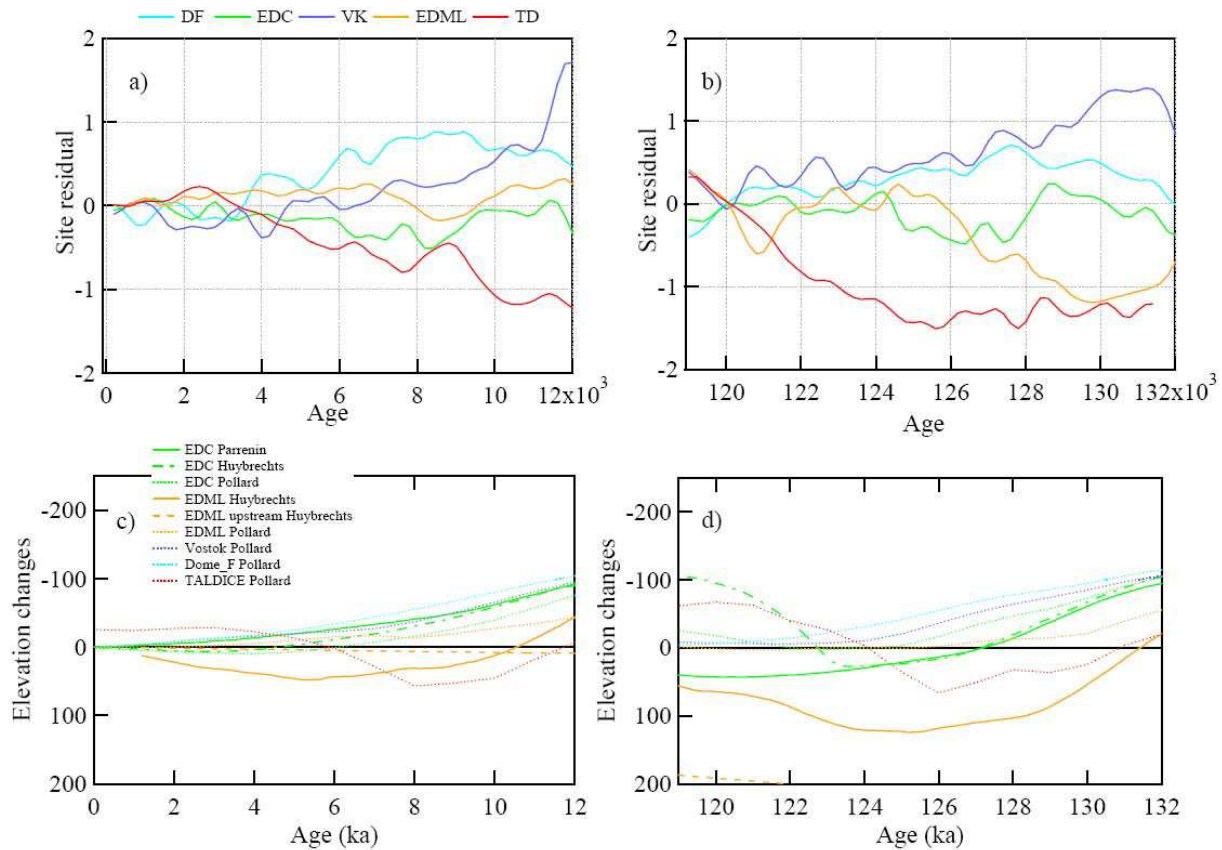 DF EDC VK EDML TD
a)
Site residual
2
1
0
-1
-2
0 2 4 6 8 10 12x10³
Age
b)
Site residual
2
1
0
-1
-2
120 122 124 126 128 130 132x10³
Age
EDC Parrenin
EDC Huybrechts
EDC Pollard
EDML Huybrechts
EDML upstream Huybrechts
EDML Pollard
Vostok Pollard
Dome_F Pollard
TALDICE Pollard
c)
Elevation changes
-200
-100
0
100
200
0 2 4 6 8 10 12
Age (ka)
d)
Elevation changes
-200
-100
0
100
200
120 122 124 126 128 130 132
Age (ka)